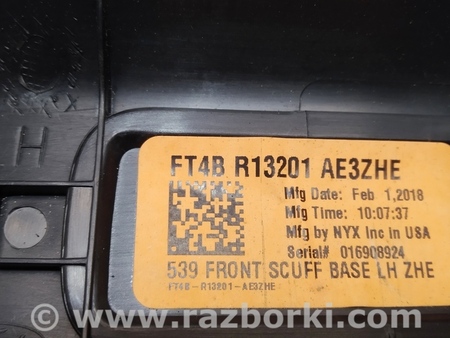 H
FT4B R13201 AE3ZHE
Mfg Date: Feb 1,2018
Mfg Time: 10:07:37
Mfg by NYX Inc in USA
Serial# 016908924
539 FRONT SCUFF BASE LH ZHE
FT4B-R13201-AE3ZHE
www.razborki.com